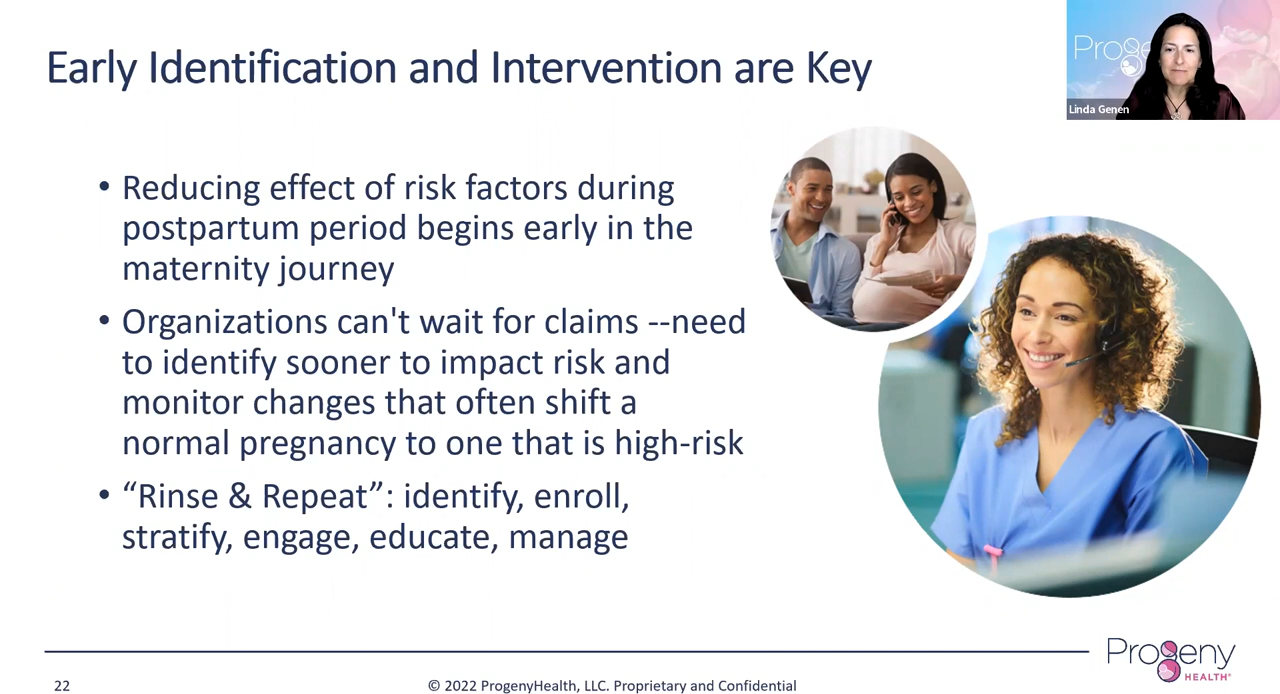 Early Identification and Intervention are Key
Linda Genen
• Reducing effect of risk factors during
postpartum period begins early in the
maternity journey
• Organizations can't wait for claims --need
to identify sooner to impact risk and
monitor changes that often shift a
normal pregnancy to one that is high-risk
• “Rinse & Repeat”: identify, enroll,
stratify, engage, educate, manage
22
© 2022 ProgenyHealth, LLC. Proprietary and Confidential
Progeny
HEALTH